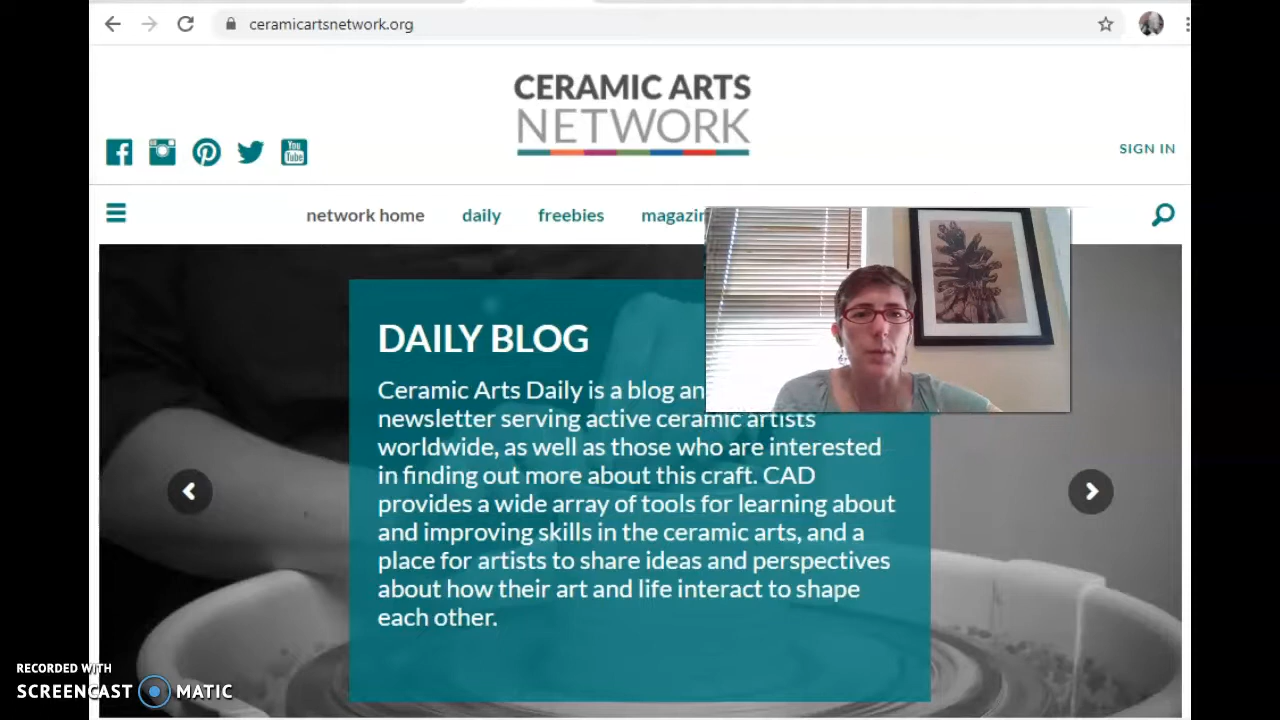 ceramicartsnetwork.org
CERAMIC ARTS
NETWORK
You
Tube
SIGN IN
network home daily freebies magazin
DAILY BLOG
Ceramic Arts Daily is a blog an
newsletter serving active ceramic artists
worldwide, as well as those who are interested
in finding out more about this craft. CAD
provides a wide array of tools for learning about
and improving skills in the ceramic arts, and a
place for artists to share ideas and perspectives
about how their art and life interact to shape
each other.
RECORDED WITH
SCREENCAST MATIC